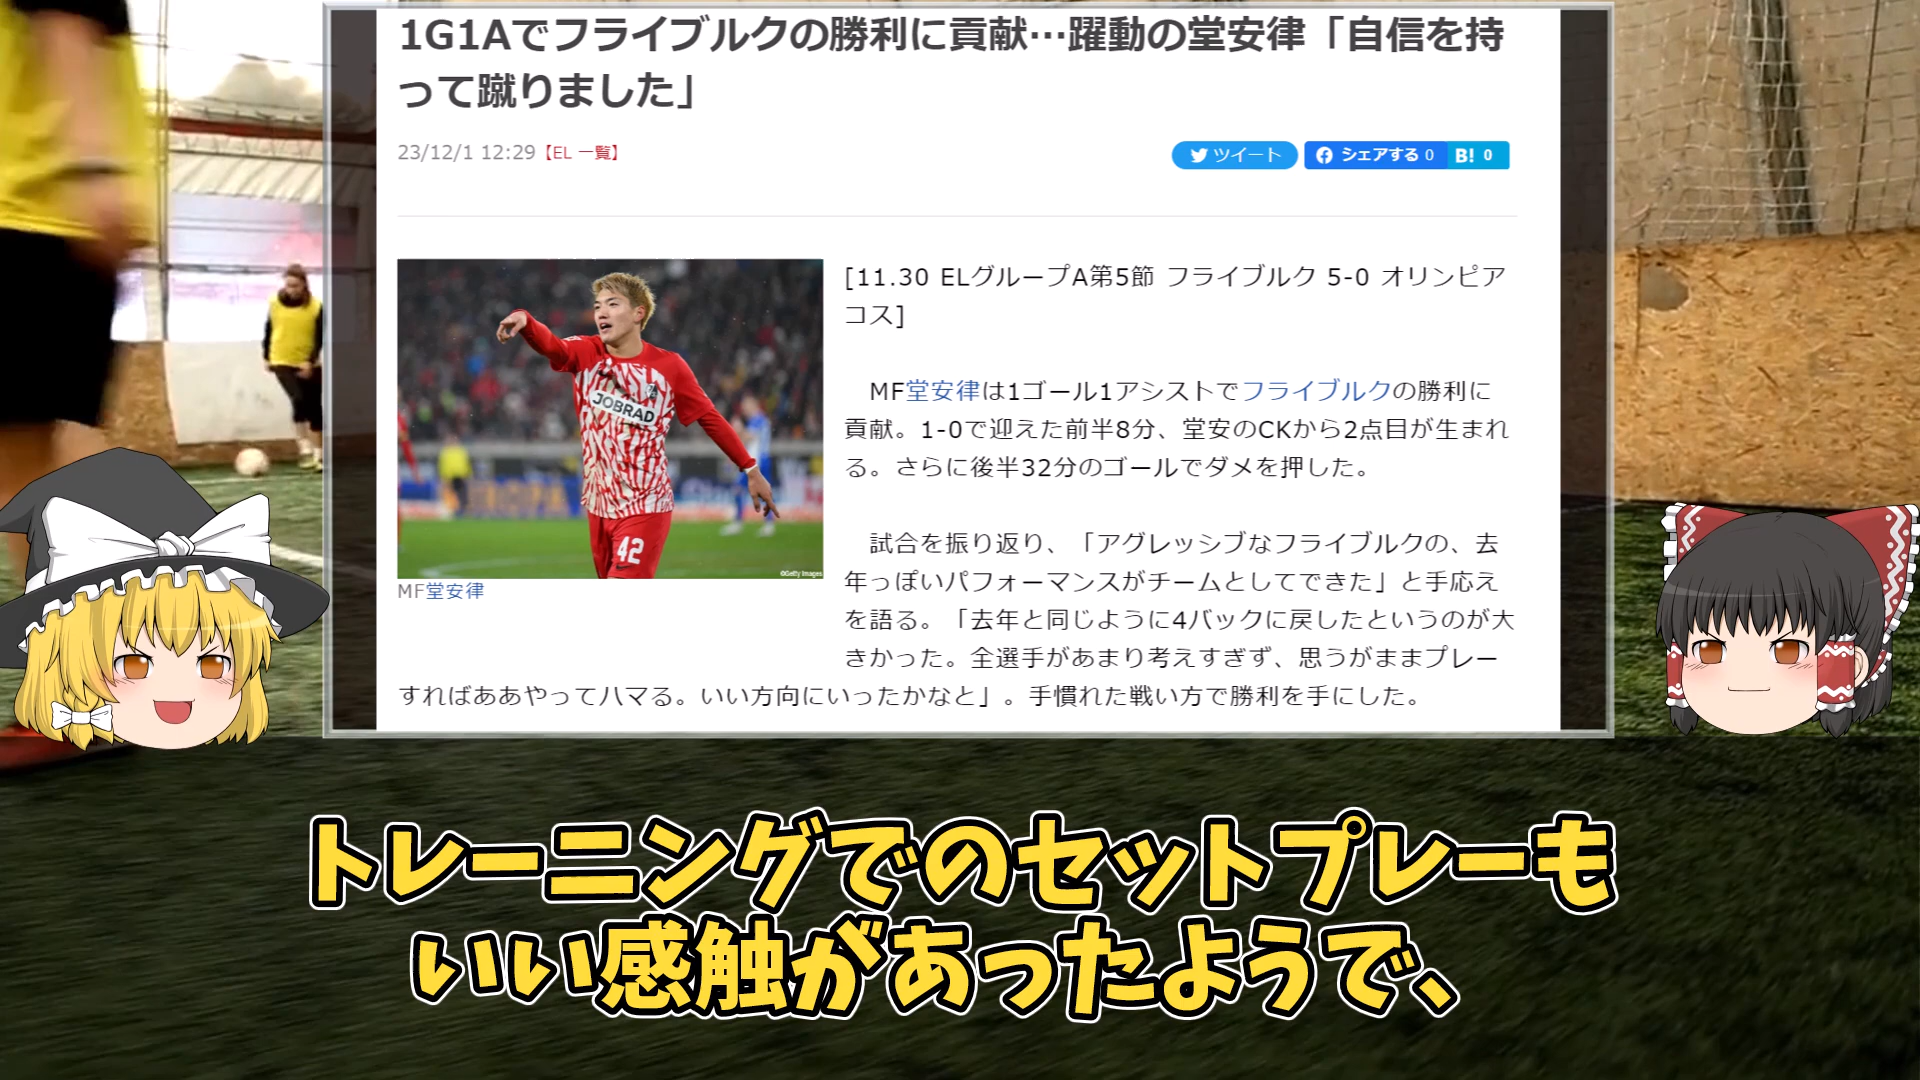 1G1Aでフライブルクの勝利に貢献…躍動の堂安律「自信を持
って蹴りました」
23/12/1 12:29【EL 一覧】
ツイート
シェアする 0
B! 0
[11.30 ELグループA第5節 フライブルク 5-0 オリンピア
コス]
MF堂安律は1ゴール1アシストでフライブルクの勝利に
貢献。1-0で迎えた前半8分、堂安のCKから2点目が生まれ
る。さらに後半32分のゴールでダメを押した。
試合を振り返り、「アグレッシブなフライブルクの、去
年っぽいパフォーマンスがチームとしてできた」と手応え
を語る。「去年と同じように4バックに戻したというのが大
きかった。全選手があまり考えすぎず、思うがままプレー
すればああやってハマる。いい方向にいったかなと」。手慣れた戦い方で勝利を手にした。
JOBRAD
42
©Getty Images
MF堂安律
トレーニングでのセットプレーも
いい感触があったようで、